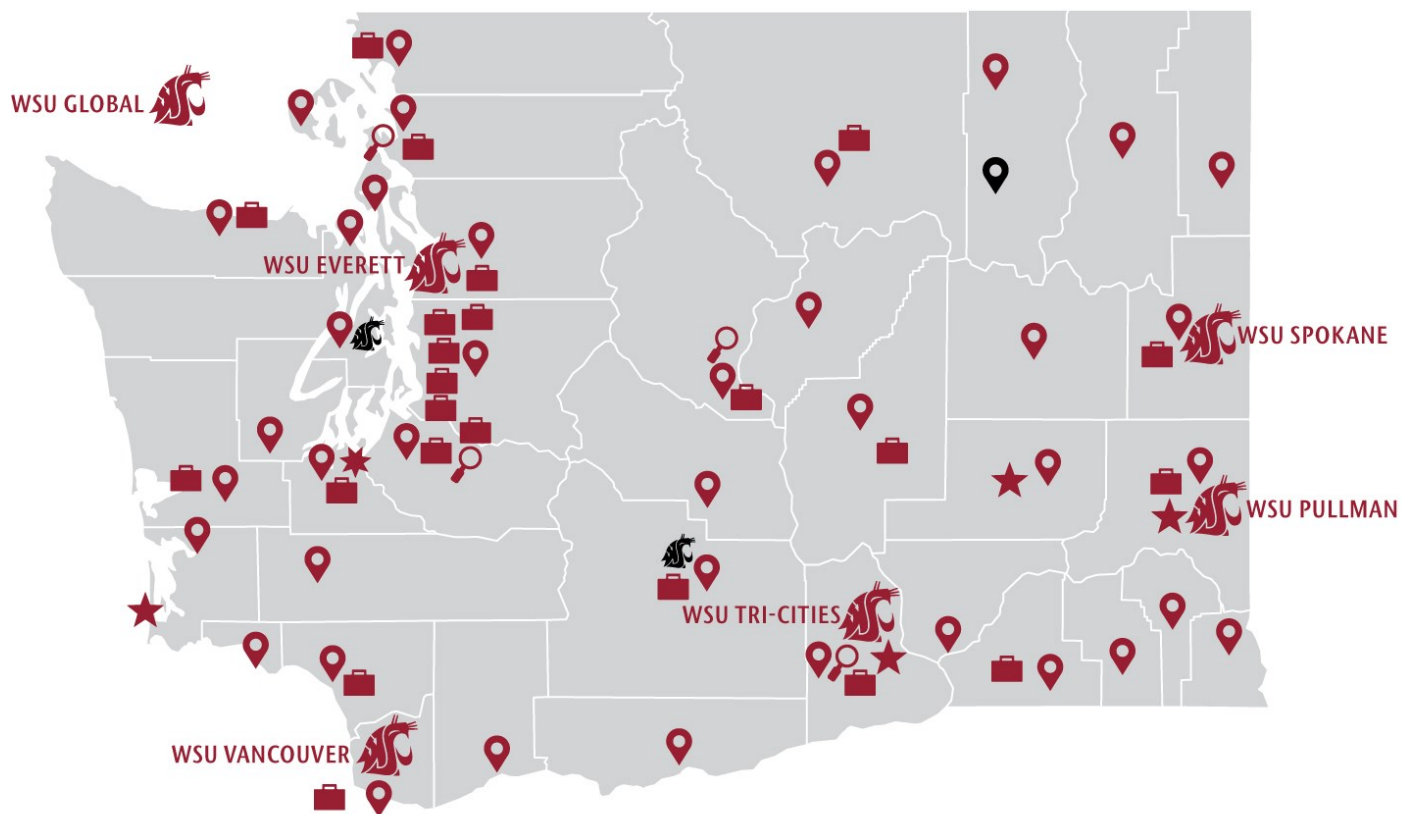 WSU GLOBAL
WSU EVERETT
WSU SPOKANE
WSU PULLMAN
WSU TRI-CITIES
WSU VANCOUVER